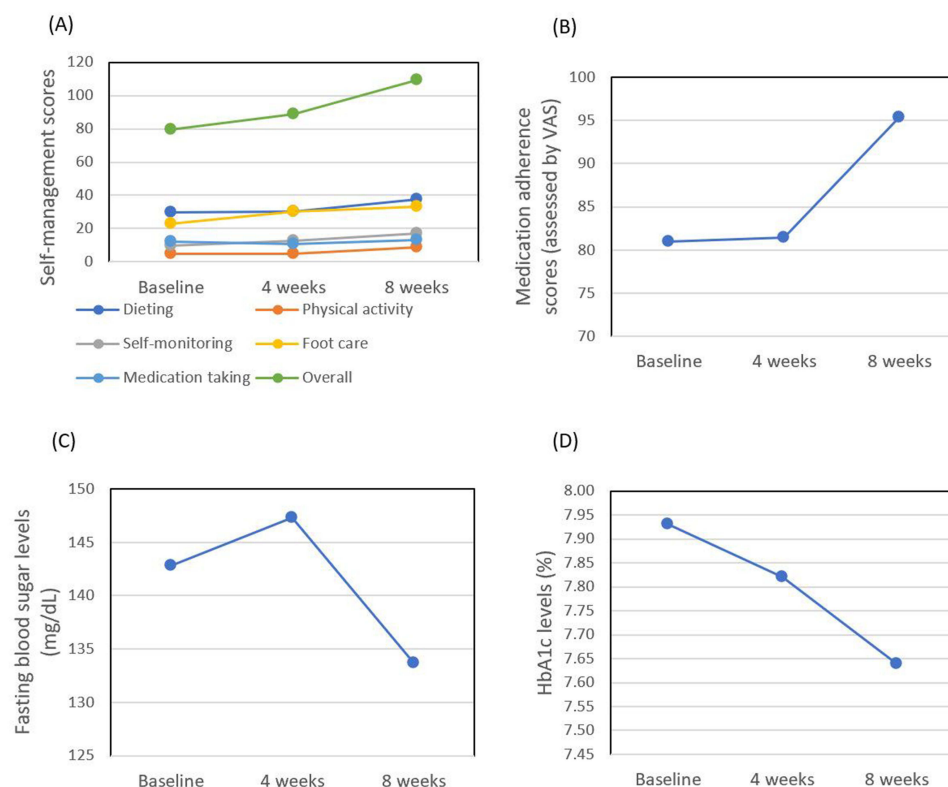 (A)
Self-management scores
120
100
80
60
40
20
0
Baseline 4 weeks 8 weeks
Dieting Physical activity
Self-monitoring Foot care
Medication taking Overall
(B)
Medication adherence
scores (assessed by VAS)
100
95
90
85
80
75
70
Baseline 4 weeks 8 weeks
(C)
Fasting blood sugar levels
(mg/dL)
150
145
140
135
130
125
Baseline 4 weeks 8 weeks
(D)
HbA1c levels (%)
8.00
7.95
7.90
7.85
7.80
7.75
7.70
7.65
7.60
7.55
7.50
7.45
Baseline 4 weeks 8 weeks